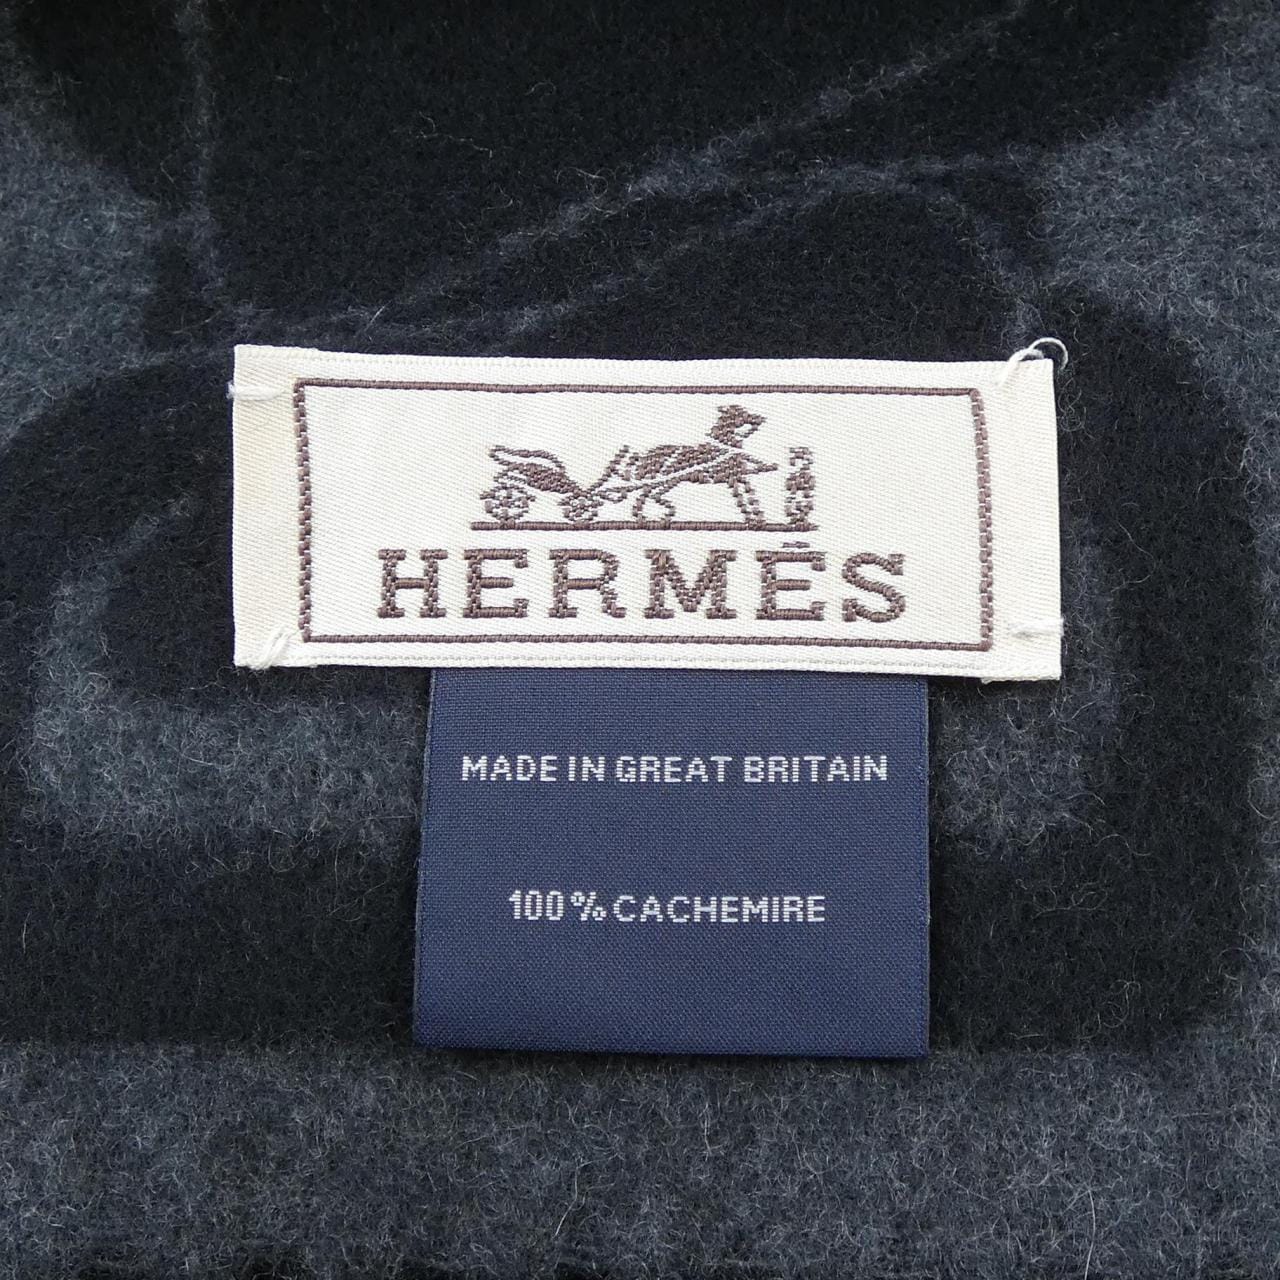 HERMÈS
MADE IN GREAT BRITAIN
100% CACHEMIRE